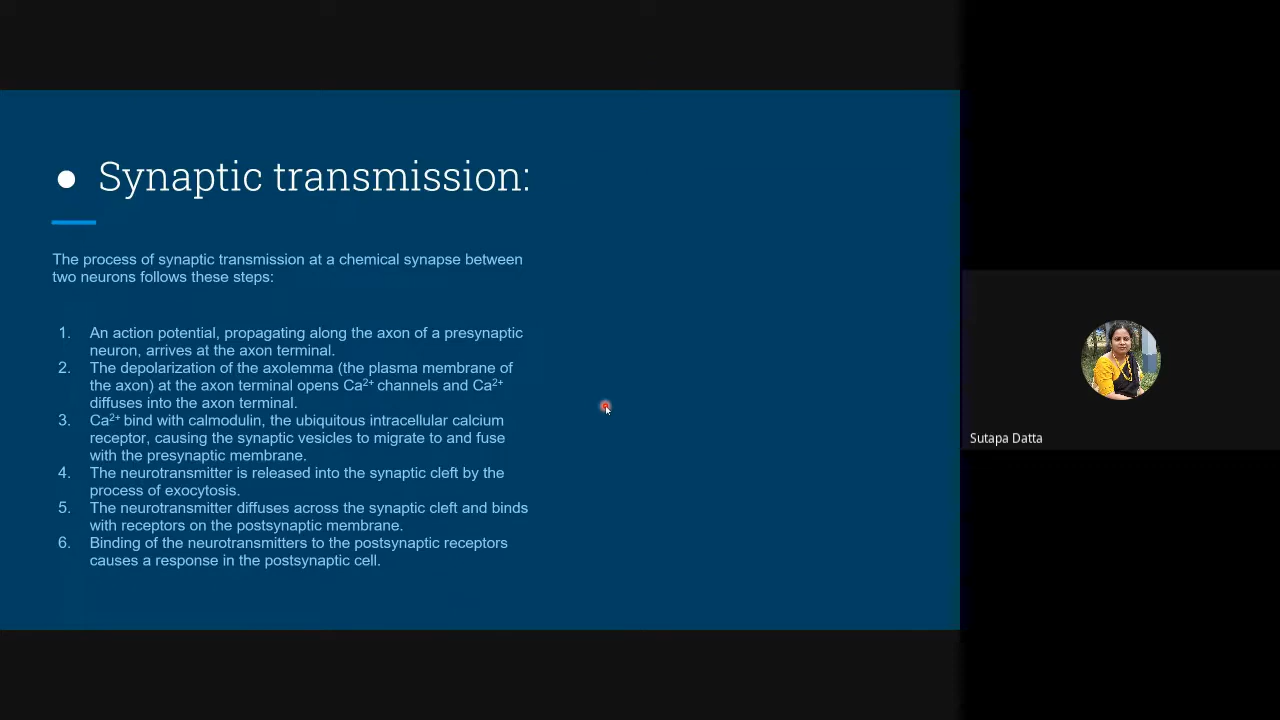 ● Synaptic transmission:
The process of synaptic transmission at a chemical synapse between
two neurons follows these steps:
1. An action potential, propagating along the axon of a presynaptic
neuron, arrives at the axon terminal.
2. The depolarization of the axolemma (the plasma membrane of
the axon) at the axon terminal opens Ca²⁺ channels and Ca²⁺
diffuses into the axon terminal.
3. Ca²⁺ bind with calmodulin, the ubiquitous intracellular calcium
receptor, causing the synaptic vesicles to migrate to and fuse
with the presynaptic membrane.
4. The neurotransmitter is released into the synaptic cleft by the
process of exocytosis.
5. The neurotransmitter diffuses across the synaptic cleft and binds
with receptors on the postsynaptic membrane.
6. Binding of the neurotransmitters to the postsynaptic receptors
causes a response in the postsynaptic cell.
Sutapa Datta